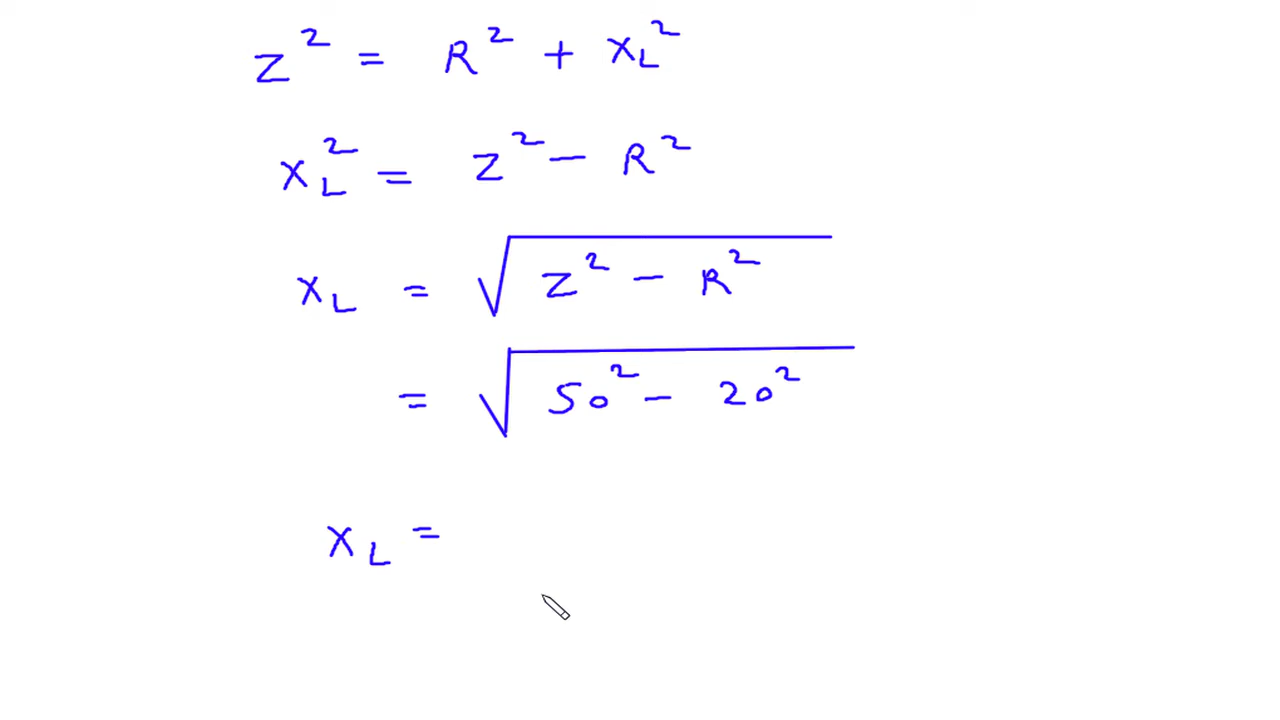 Z² = R² + X_L²
X_L² = Z² − R²
X_L = √(Z² − R²)
= √(50² − 20²)
X_L =